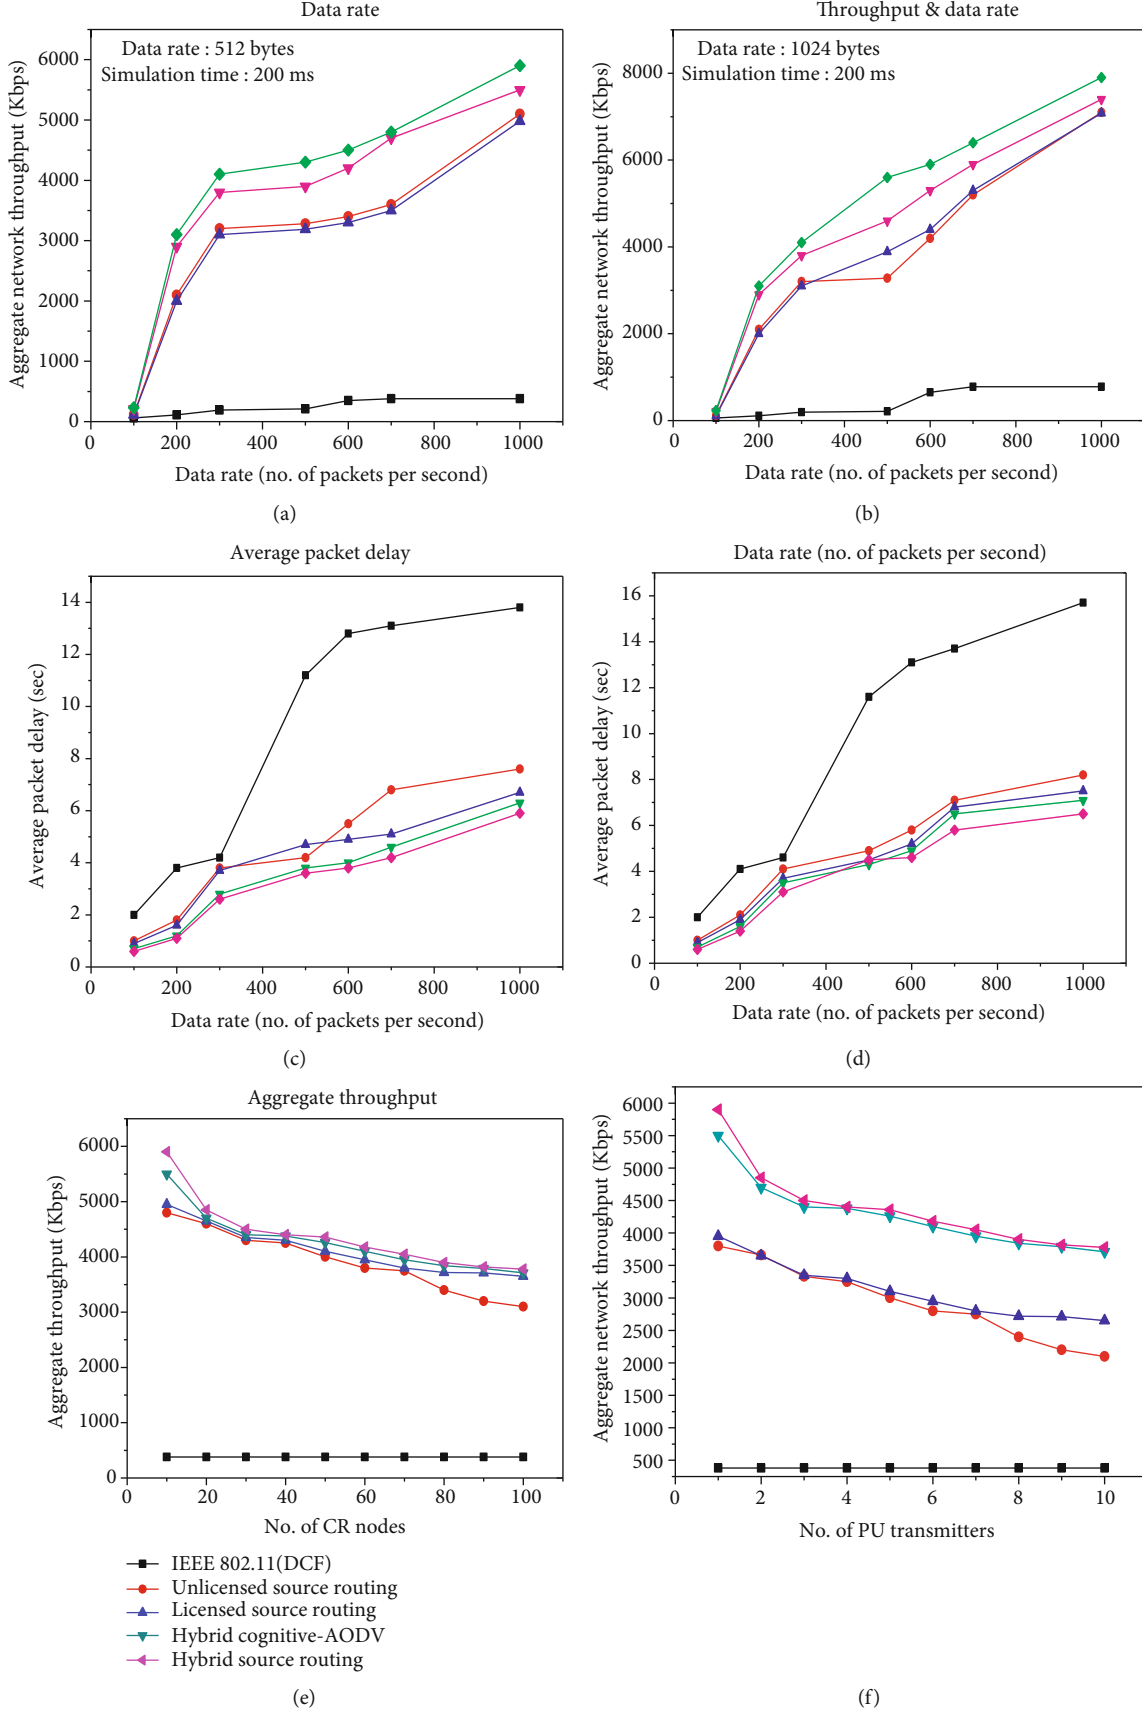 Data rate
Data rate : 512 bytes
Simulation time : 200 ms
Aggregate network throughput (Kbps)
6000
5000
4000
3000
2000
1000
0
0 200 400 600 800 1000
Data rate (no. of packets per second)
(a)
Throughput & data rate
Data rate : 1024 bytes
Simulation time : 200 ms
Aggregate network throughput (Kbps)
8000
6000
4000
2000
0
0 200 400 600 800 1000
Data rate (no. of packets per second)
(b)
Average packet delay
Average packet delay (sec)
14
12
10
8
6
4
2
0
0 200 400 600 800 1000
Data rate (no. of packets per second)
(c)
Data rate (no. of packets per second)
Average packet delay (sec)
16
14
12
10
8
6
4
2
0
0 200 400 600 800 1000
Data rate (no. of packets per second)
(d)
Aggregate throughput
Aggregate throughput (Kbps)
6000
5000
4000
3000
2000
1000
0
0 20 40 60 80 100
No. of CR nodes
IEEE 802.11(DCF)
Unlicensed source routing
Licensed source routing
Hybrid cognitive-AODV
Hybrid source routing
(e)
Aggregate network throughput (Kbps)
6000
5500
5000
4500
4000
3500
3000
2500
2000
1500
1000
500
0 2 4 6 8 10
No. of PU transmitters
(f)